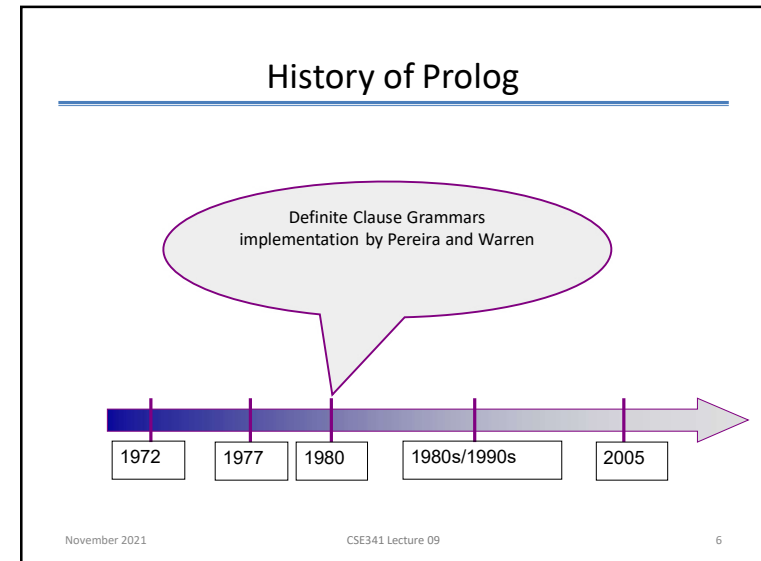 History of Prolog
Definite Clause Grammars
implementation by Pereira and Warren
1972
1977
1980
1980s/1990s
2005
November 2021
CSE341 Lecture 09
6